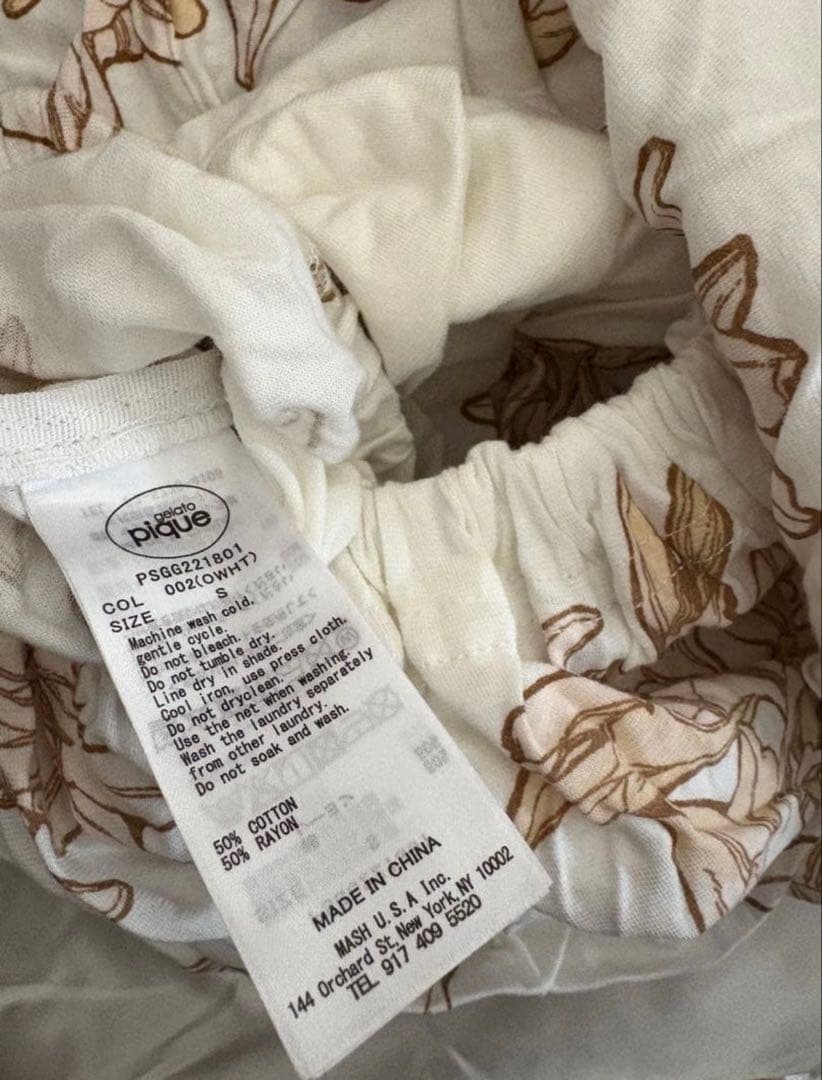 gelato
pique
PSGG221801
COL 002(OWHT)
SIZE S
Machine wash cold,
gentle cycle.
Do not bleach.
Do not tumble dry.
Line dry in shade.
Cool iron, use press cloth.
Do not dryclean.
Use the net when washing.
Wash the laundry separately
from other laundry.
Do not soak and wash.
50% COTTON
50% RAYON
MADE IN CHINA
MASH U.S.A Inc.
144 Orchard St, New York, NY 10002
TEL 917 409 5520